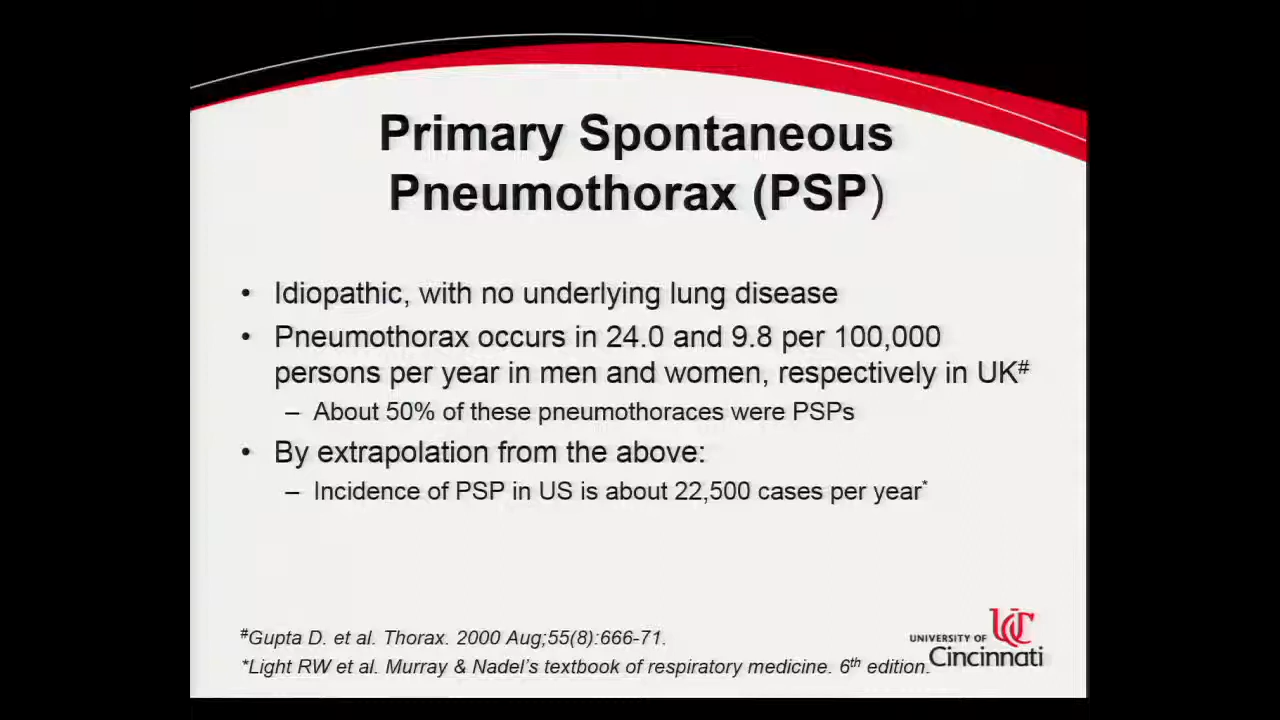 Primary Spontaneous
Pneumothorax (PSP)
• Idiopathic, with no underlying lung disease
• Pneumothorax occurs in 24.0 and 9.8 per 100,000
persons per year in men and women, respectively in UK#
– About 50% of these pneumothoraces were PSPs
• By extrapolation from the above:
– Incidence of PSP in US is about 22,500 cases per year*
#Gupta D. et al. Thorax. 2000 Aug;55(8):666-71.
*Light RW et al. Murray & Nadel's textbook of respiratory medicine. 6th edition.
UC
UNIVERSITY OF
Cincinnati